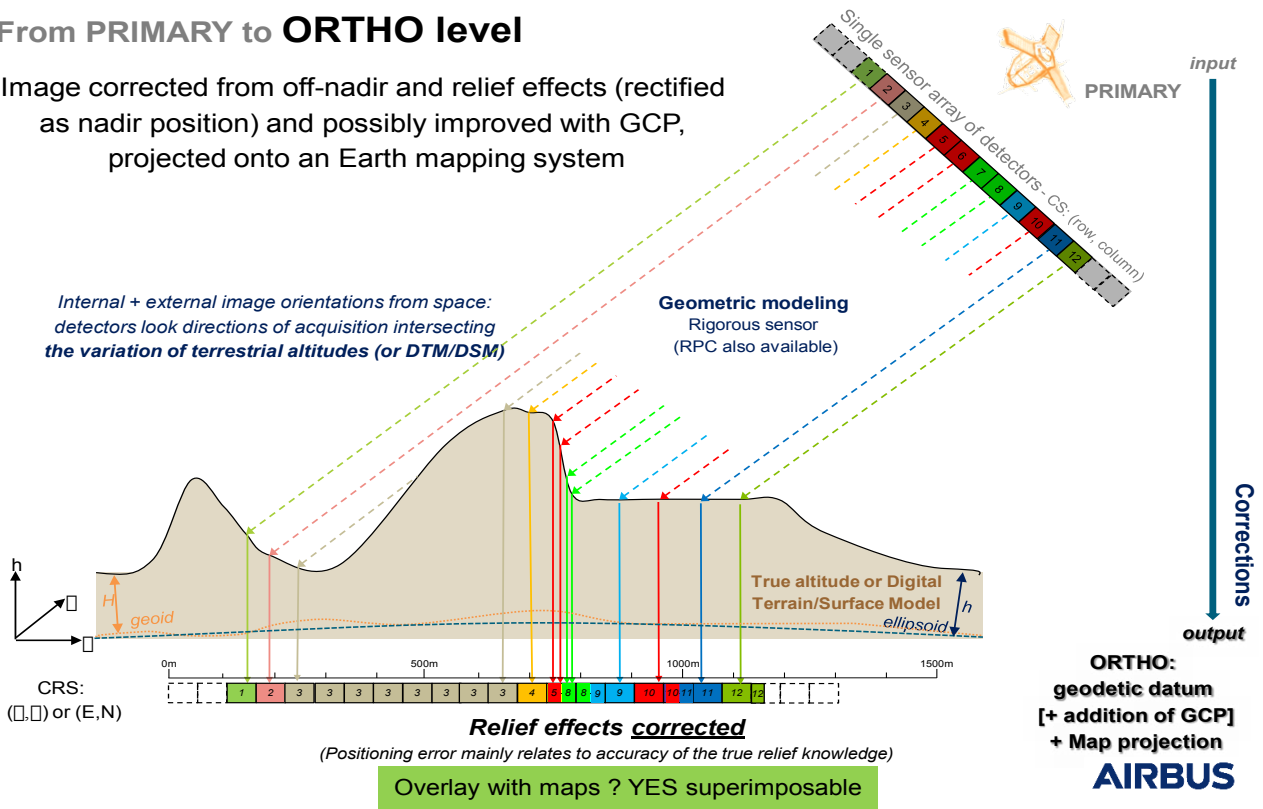 From PRIMARY to ORTHO level
Image corrected from off-nadir and relief effects (rectified
as nadir position) and possibly improved with GCP,
projected onto an Earth mapping system
Single sensor array of detectors - CS: (row, column)
1
2
3
4
5
6
7
8
9
10
11
12
PRIMARY
input
Internal + external image orientations from space:
detectors look directions of acquisition intersecting
the variation of terrestrial altitudes (or DTM/DSM)
Geometric modeling
Rigorous sensor
(RPC also available)
Corrections
h
H
geoid
True altitude or Digital
Terrain/Surface Model
h
ellipsoid
output
0m 500m 1000m 1500m
CRS:
(▯,▯) or (E,N)
1 2 3 3 3 3 3 3 3 3 4 5 8 8 9 9 10 10 11 11 12 12
ORTHO:
geodetic datum
[+ addition of GCP]
+ Map projection
Relief effects corrected
(Positioning error mainly relates to accuracy of the true relief knowledge)
Overlay with maps ? YES superimposable
AIRBUS